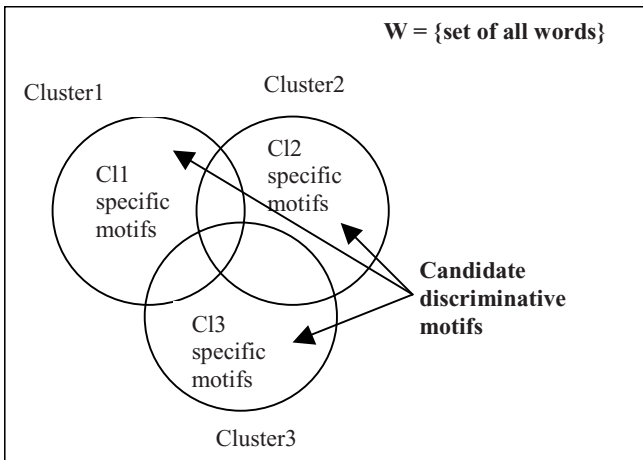 W = {set of all words}
Cluster1
Cluster2
Cl1
specific
motifs
Cl2
specific
motifs
Candidate
discriminative
motifs
Cl3
specific
motifs
Cluster3